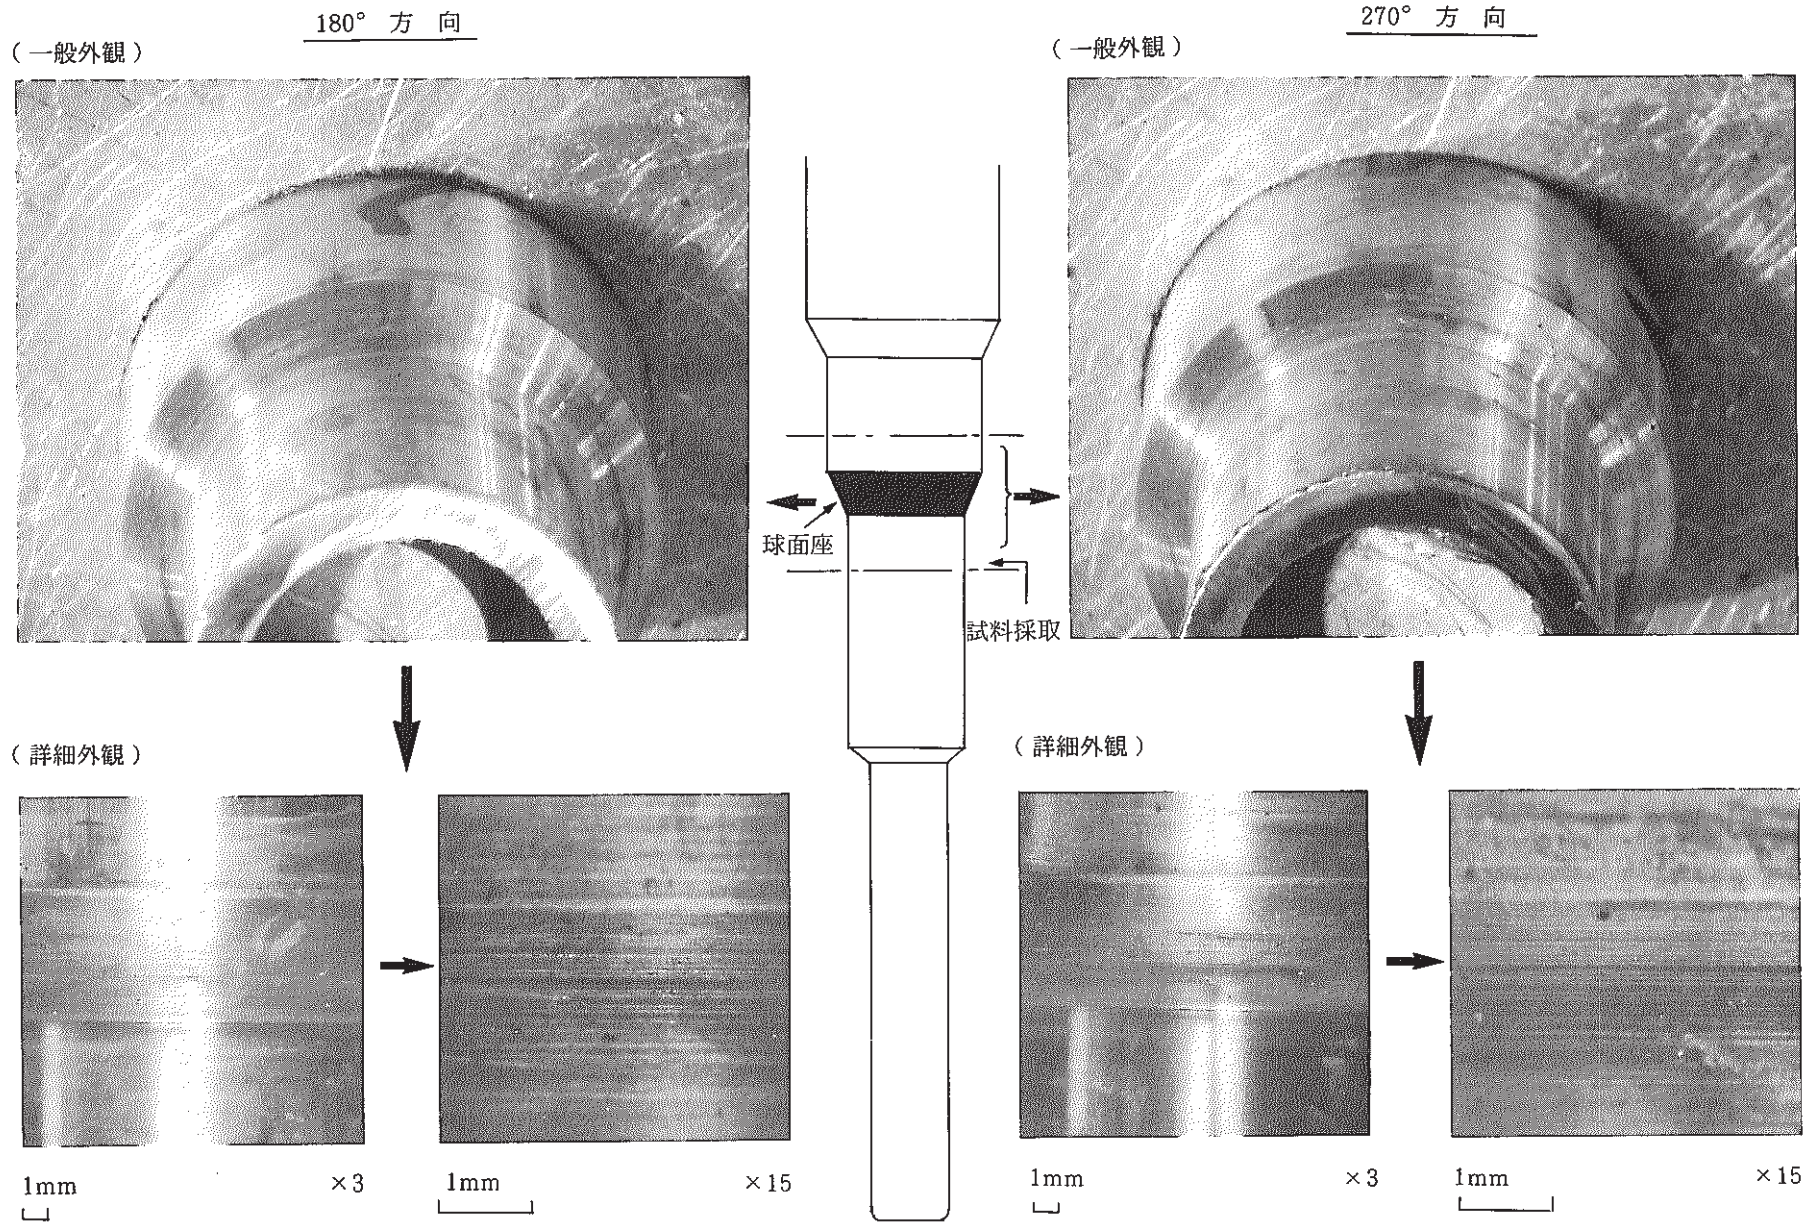 180° 方 向
(一般外観)
270° 方 向
(一般外観)
球面座
試料採取
(詳細外観)
(詳細外観)
1mm
×3
1mm
×15
1mm
×3
1mm
×15